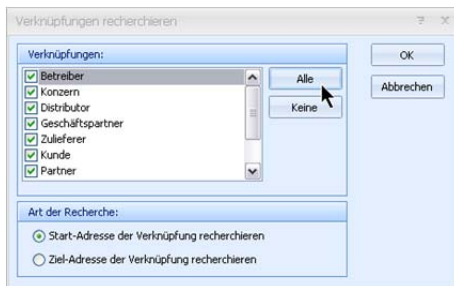 Verknüpfungen recherchieren
Verknüpfungen:
Betreiber
Konzern
Distributor
Geschäftspartner
Zulieferer
Kunde
Partner
Alle
Keine
OK
Abbrechen
Art der Recherche:
Start-Adresse der Verknüpfung recherchieren
Ziel-Adresse der Verknüpfung recherchieren